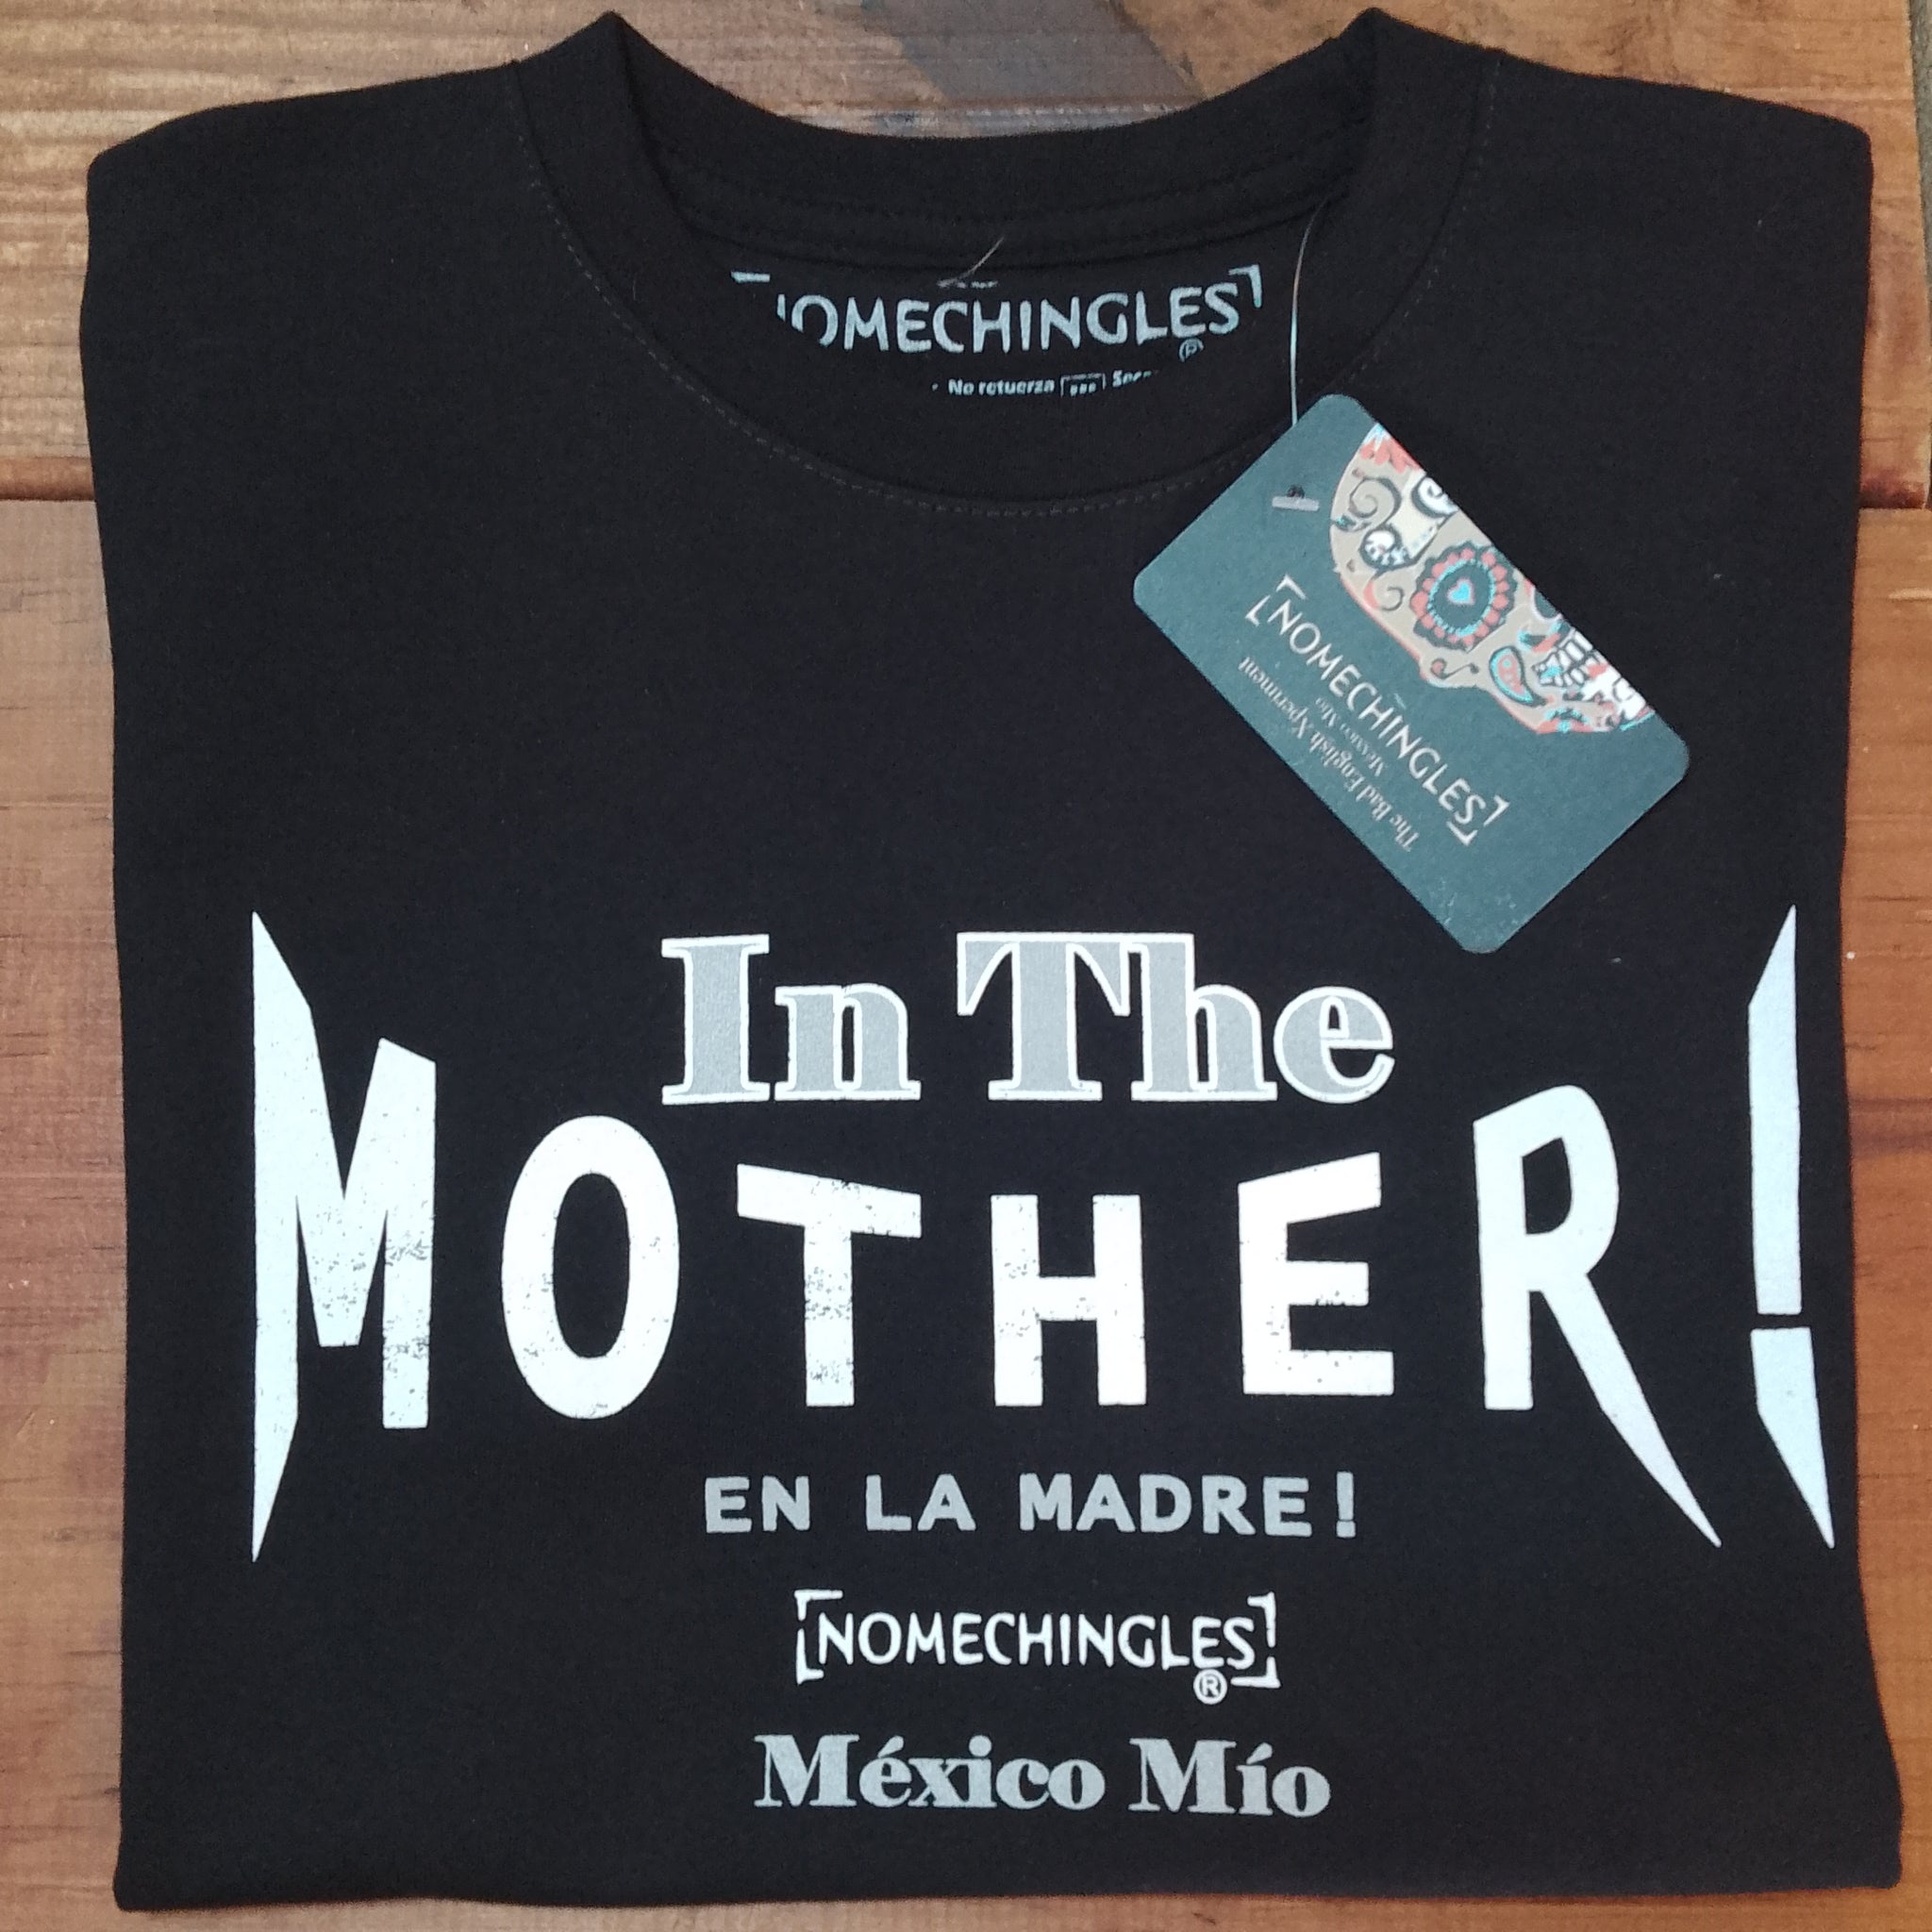 NOMECHINGLES
®
No retuerza
[NOMECHINGLES]
México Mío
The Bad English Xperiment
In The
MOTHER!
EN LA MADRE!
[NOMECHINGLES]
®
México Mío